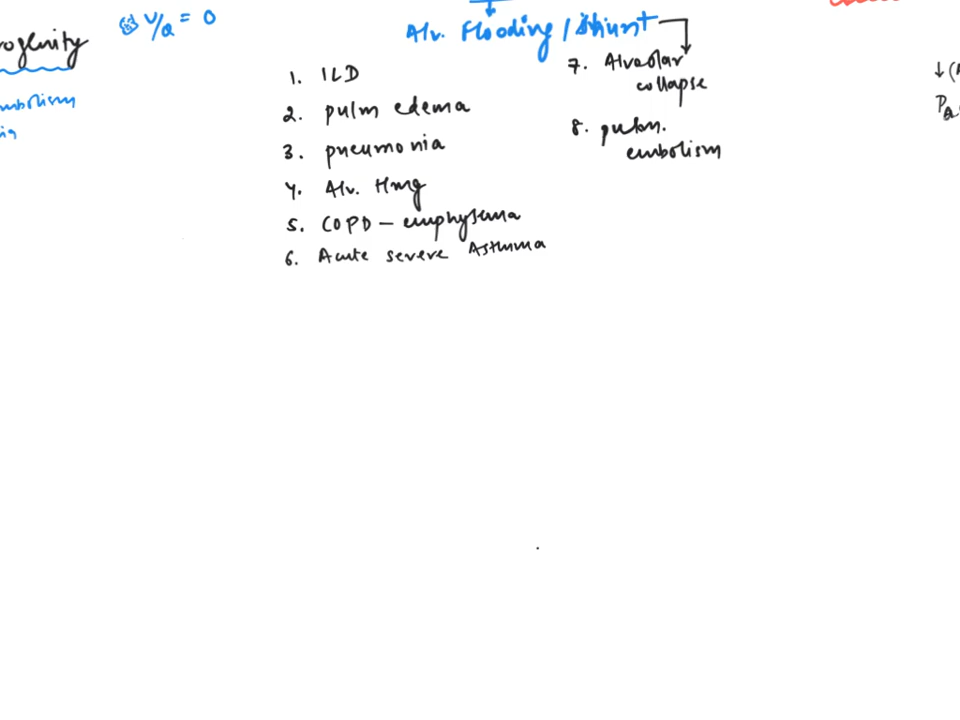 V/Q = 0
Alv. Flooding / Shunt
1. ILD
2. pulm edema
3. pneumonia
4. Alv. Hmg
5. COPD – emphysema
6. Acute severe Asthma
7. Alveolar
collapse
8. pulm.
embolism